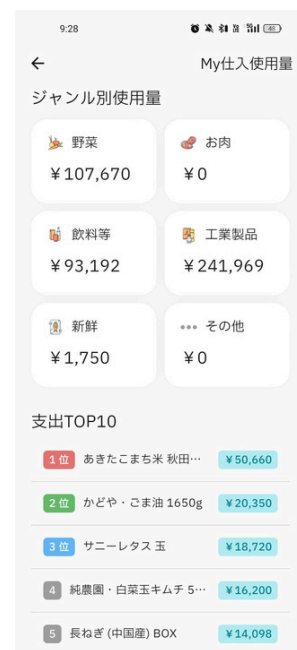 9:28
48
My仕入使用量
ジャンル別使用量
野菜 お肉
¥107,670 ¥0
飲料等 工業製品
¥93,192 ¥241,969
新鮮 その他
¥1,750 ¥0
支出TOP10
1位 あきたこまち米 秋田… ¥50,660
2位 かどや・ごま油 1650g ¥20,350
3位 サニーレタス 玉 ¥18,720
4 純農園・白菜玉キムチ 5… ¥16,200
5 長ねぎ (中国産) BOX ¥14,098